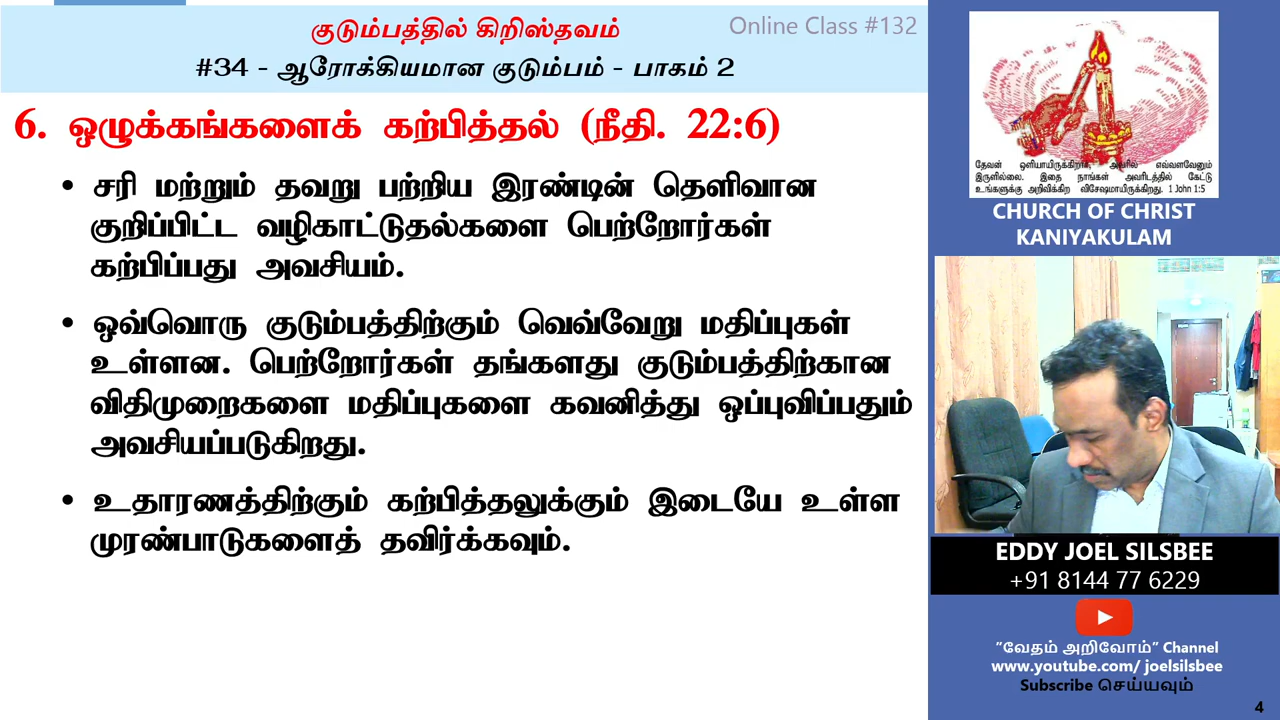 குடும்பத்தில் கிறிஸ்தவம்
Online Class #132
#34 - ஆரோக்கியமான குடும்பம் - பாகம் 2
6. ஒழுக்கங்களைக் கற்பித்தல் (நீதி. 22:6)
• சரி மற்றும் தவறு பற்றிய இரண்டின் தெளிவான
குறிப்பிட்ட வழிகாட்டுதல்களை பெற்றோர்கள்
கற்பிப்பது அவசியம்.
• ஒவ்வொரு குடும்பத்திற்கும் வெவ்வேறு மதிப்புகள்
உள்ளன. பெற்றோர்கள் தங்களது குடும்பத்திற்கான
விதிமுறைகளை மதிப்புகளை கவனித்து ஒப்புவிப்பதும்
அவசியப்படுகிறது.
• உதாரணத்திற்கும் கற்பித்தலுக்கும் இடையே உள்ள
முரண்பாடுகளைத் தவிர்க்கவும்.
தேவன் ஒளியாயிருக்கிறார், அவரில் எவ்வளவேனும்
இருளில்லை. இதை நாங்கள் அவரிடத்தில் கேட்டு
உங்களுக்கு அறிவிக்கிற விசேஷமாயிருக்கிறது. 1 John 1:5
CHURCH OF CHRIST
KANIYAKULAM
EDDY JOEL SILSBEE
+91 8144 77 6229
"வேதம் அறிவோம்" Channel
www.youtube.com/ joelsilsbee
Subscribe செய்யவும்
4